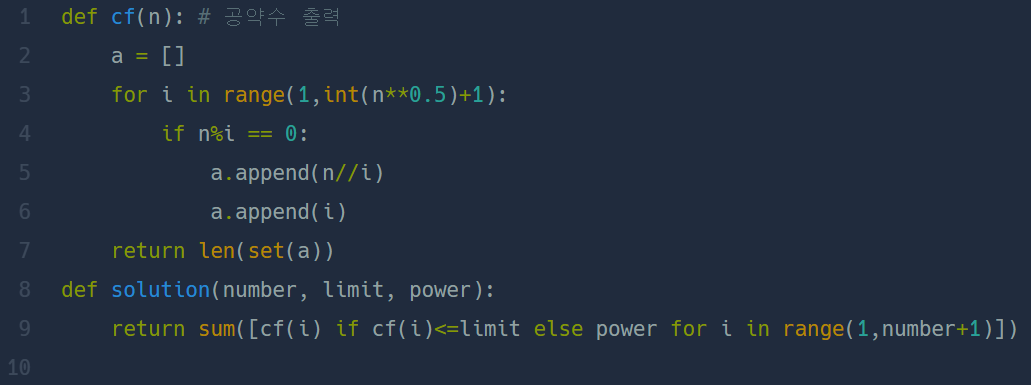 1 def cf(n): # 공약수 출력
2     a = []
3     for i in range(1,int(n**0.5)+1):
4         if n%i == 0:
5             a.append(n//i)
6             a.append(i)
7     return len(set(a))
8 def solution(number, limit, power):
9     return sum([cf(i) if cf(i)<=limit else power for i in range(1,number+1)])
10